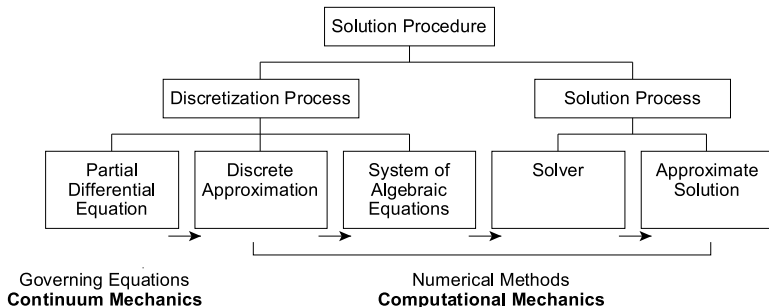 Solution Procedure
Discretization Process
Solution Process
Partial
Differential
Equation
Discrete
Approximation
System of
Algebraic
Equations
Solver
Approximate
Solution
Governing Equations
Continuum Mechanics
Numerical Methods
Computational Mechanics